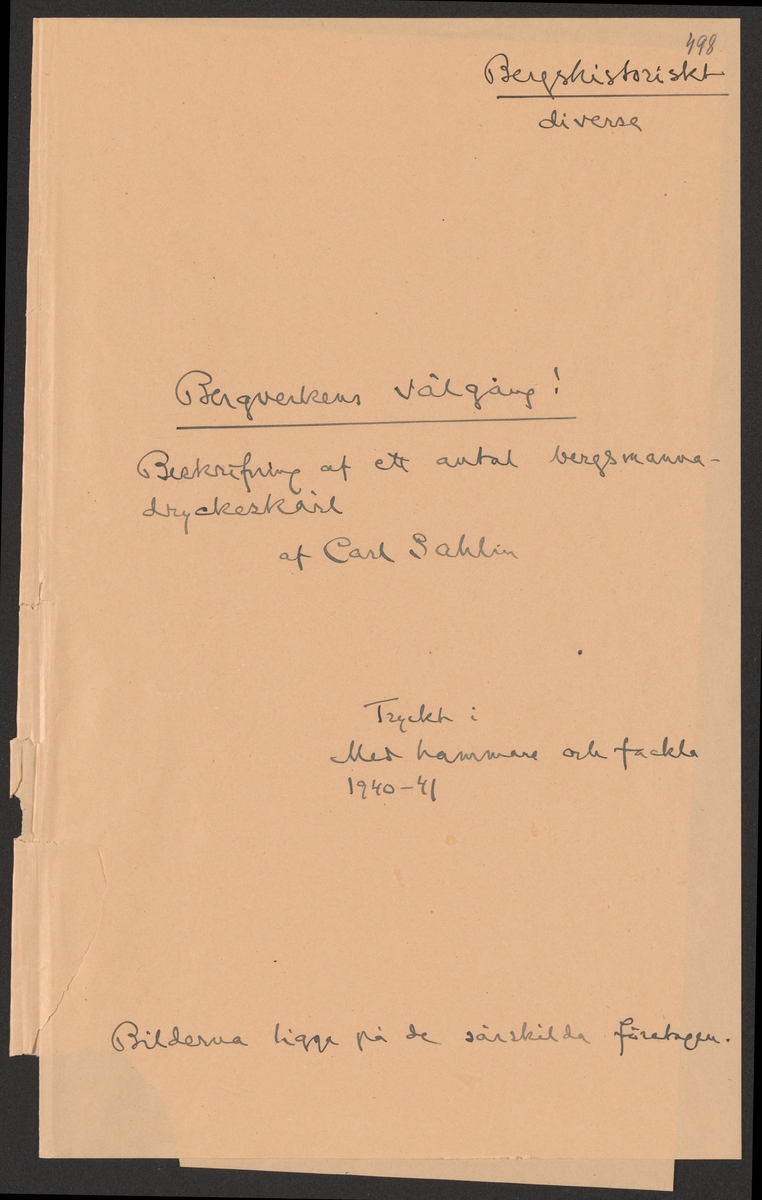 498
Bergshistoriskt
diverse
Bergverkens välgång!
Beskrifning af ett antal bergsmanna-
dryckeskärl
af Carl Sahlin
Tryckt i
Med hammare och fackla
1940-41
Bilderna ligga på de särskilda företagen.